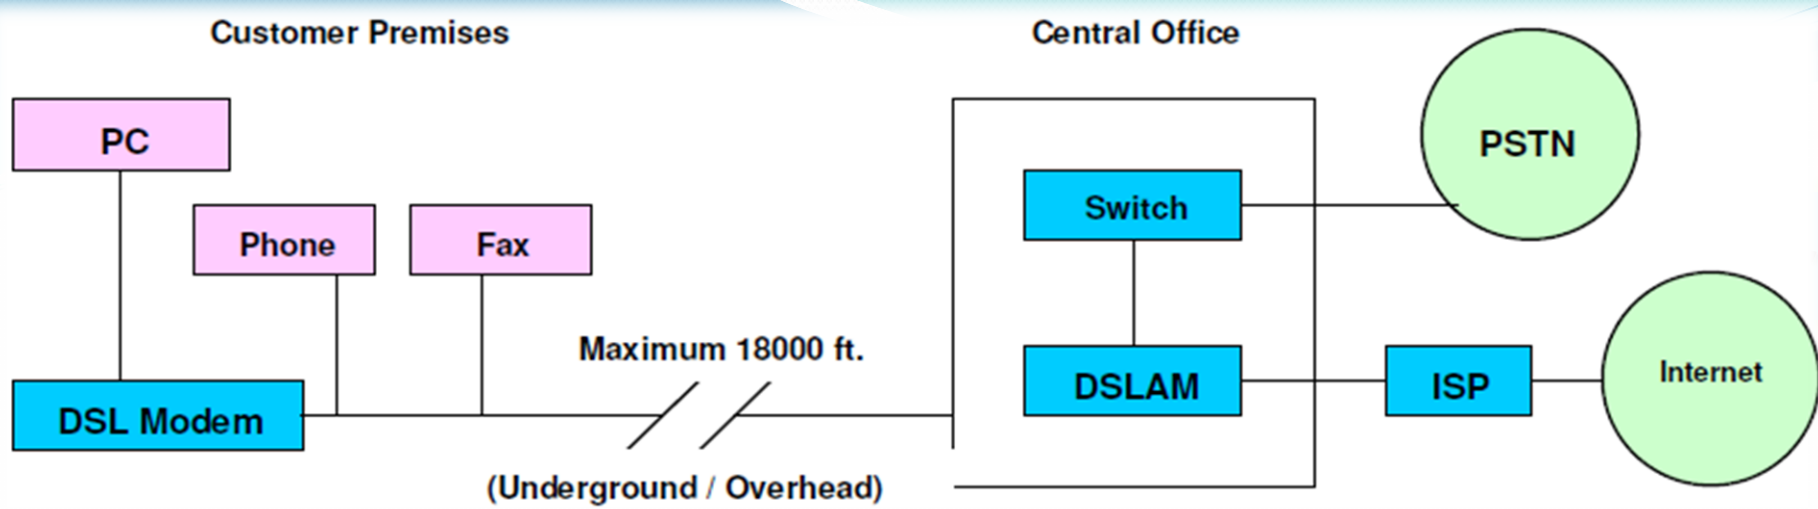 Customer Premises
Central Office
PC
PSTN
Switch
Phone
Fax
Maximum 18000 ft.
DSLAM
ISP
Internet
DSL Modem
(Underground / Overhead)